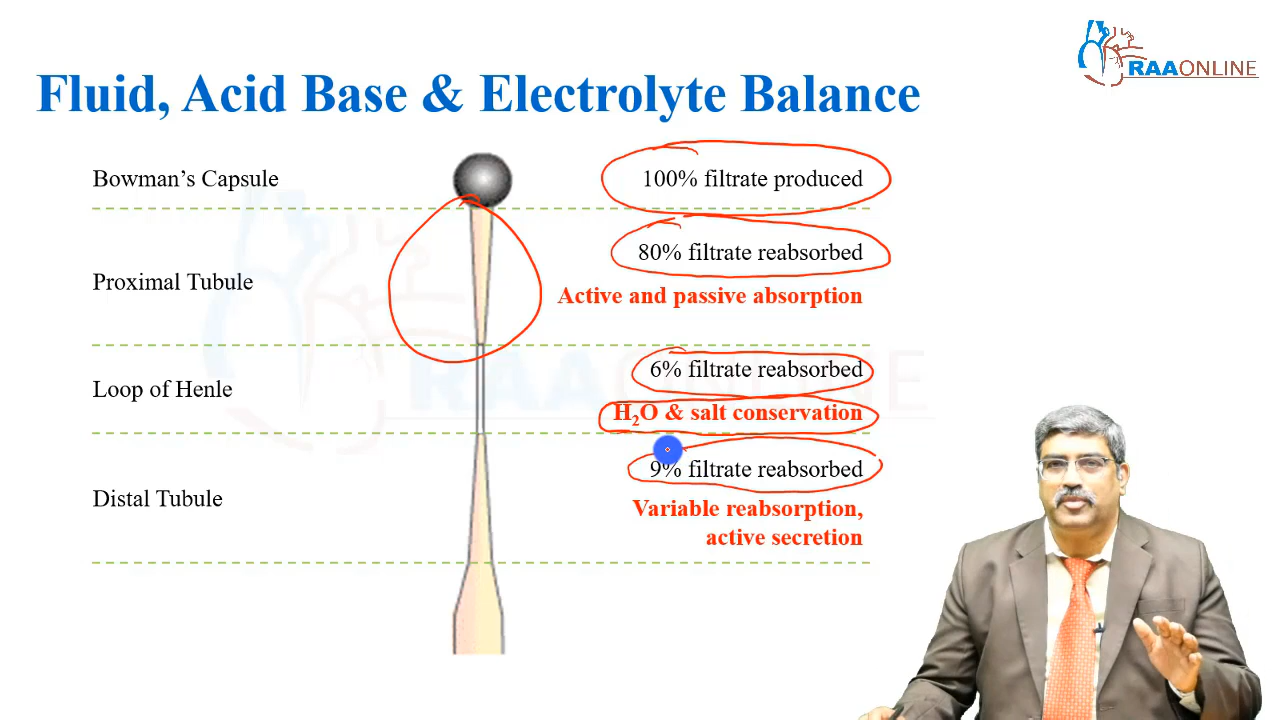 RAAONLINE
Fluid, Acid Base & Electrolyte Balance
Bowman's Capsule
100% filtrate produced
80% filtrate reabsorbed
Proximal Tubule
Active and passive absorption
RAAONLINE
6% filtrate reabsorbed
Loop of Henle
H₂O & salt conservation
9% filtrate reabsorbed
Distal Tubule
Variable reabsorption,
active secretion